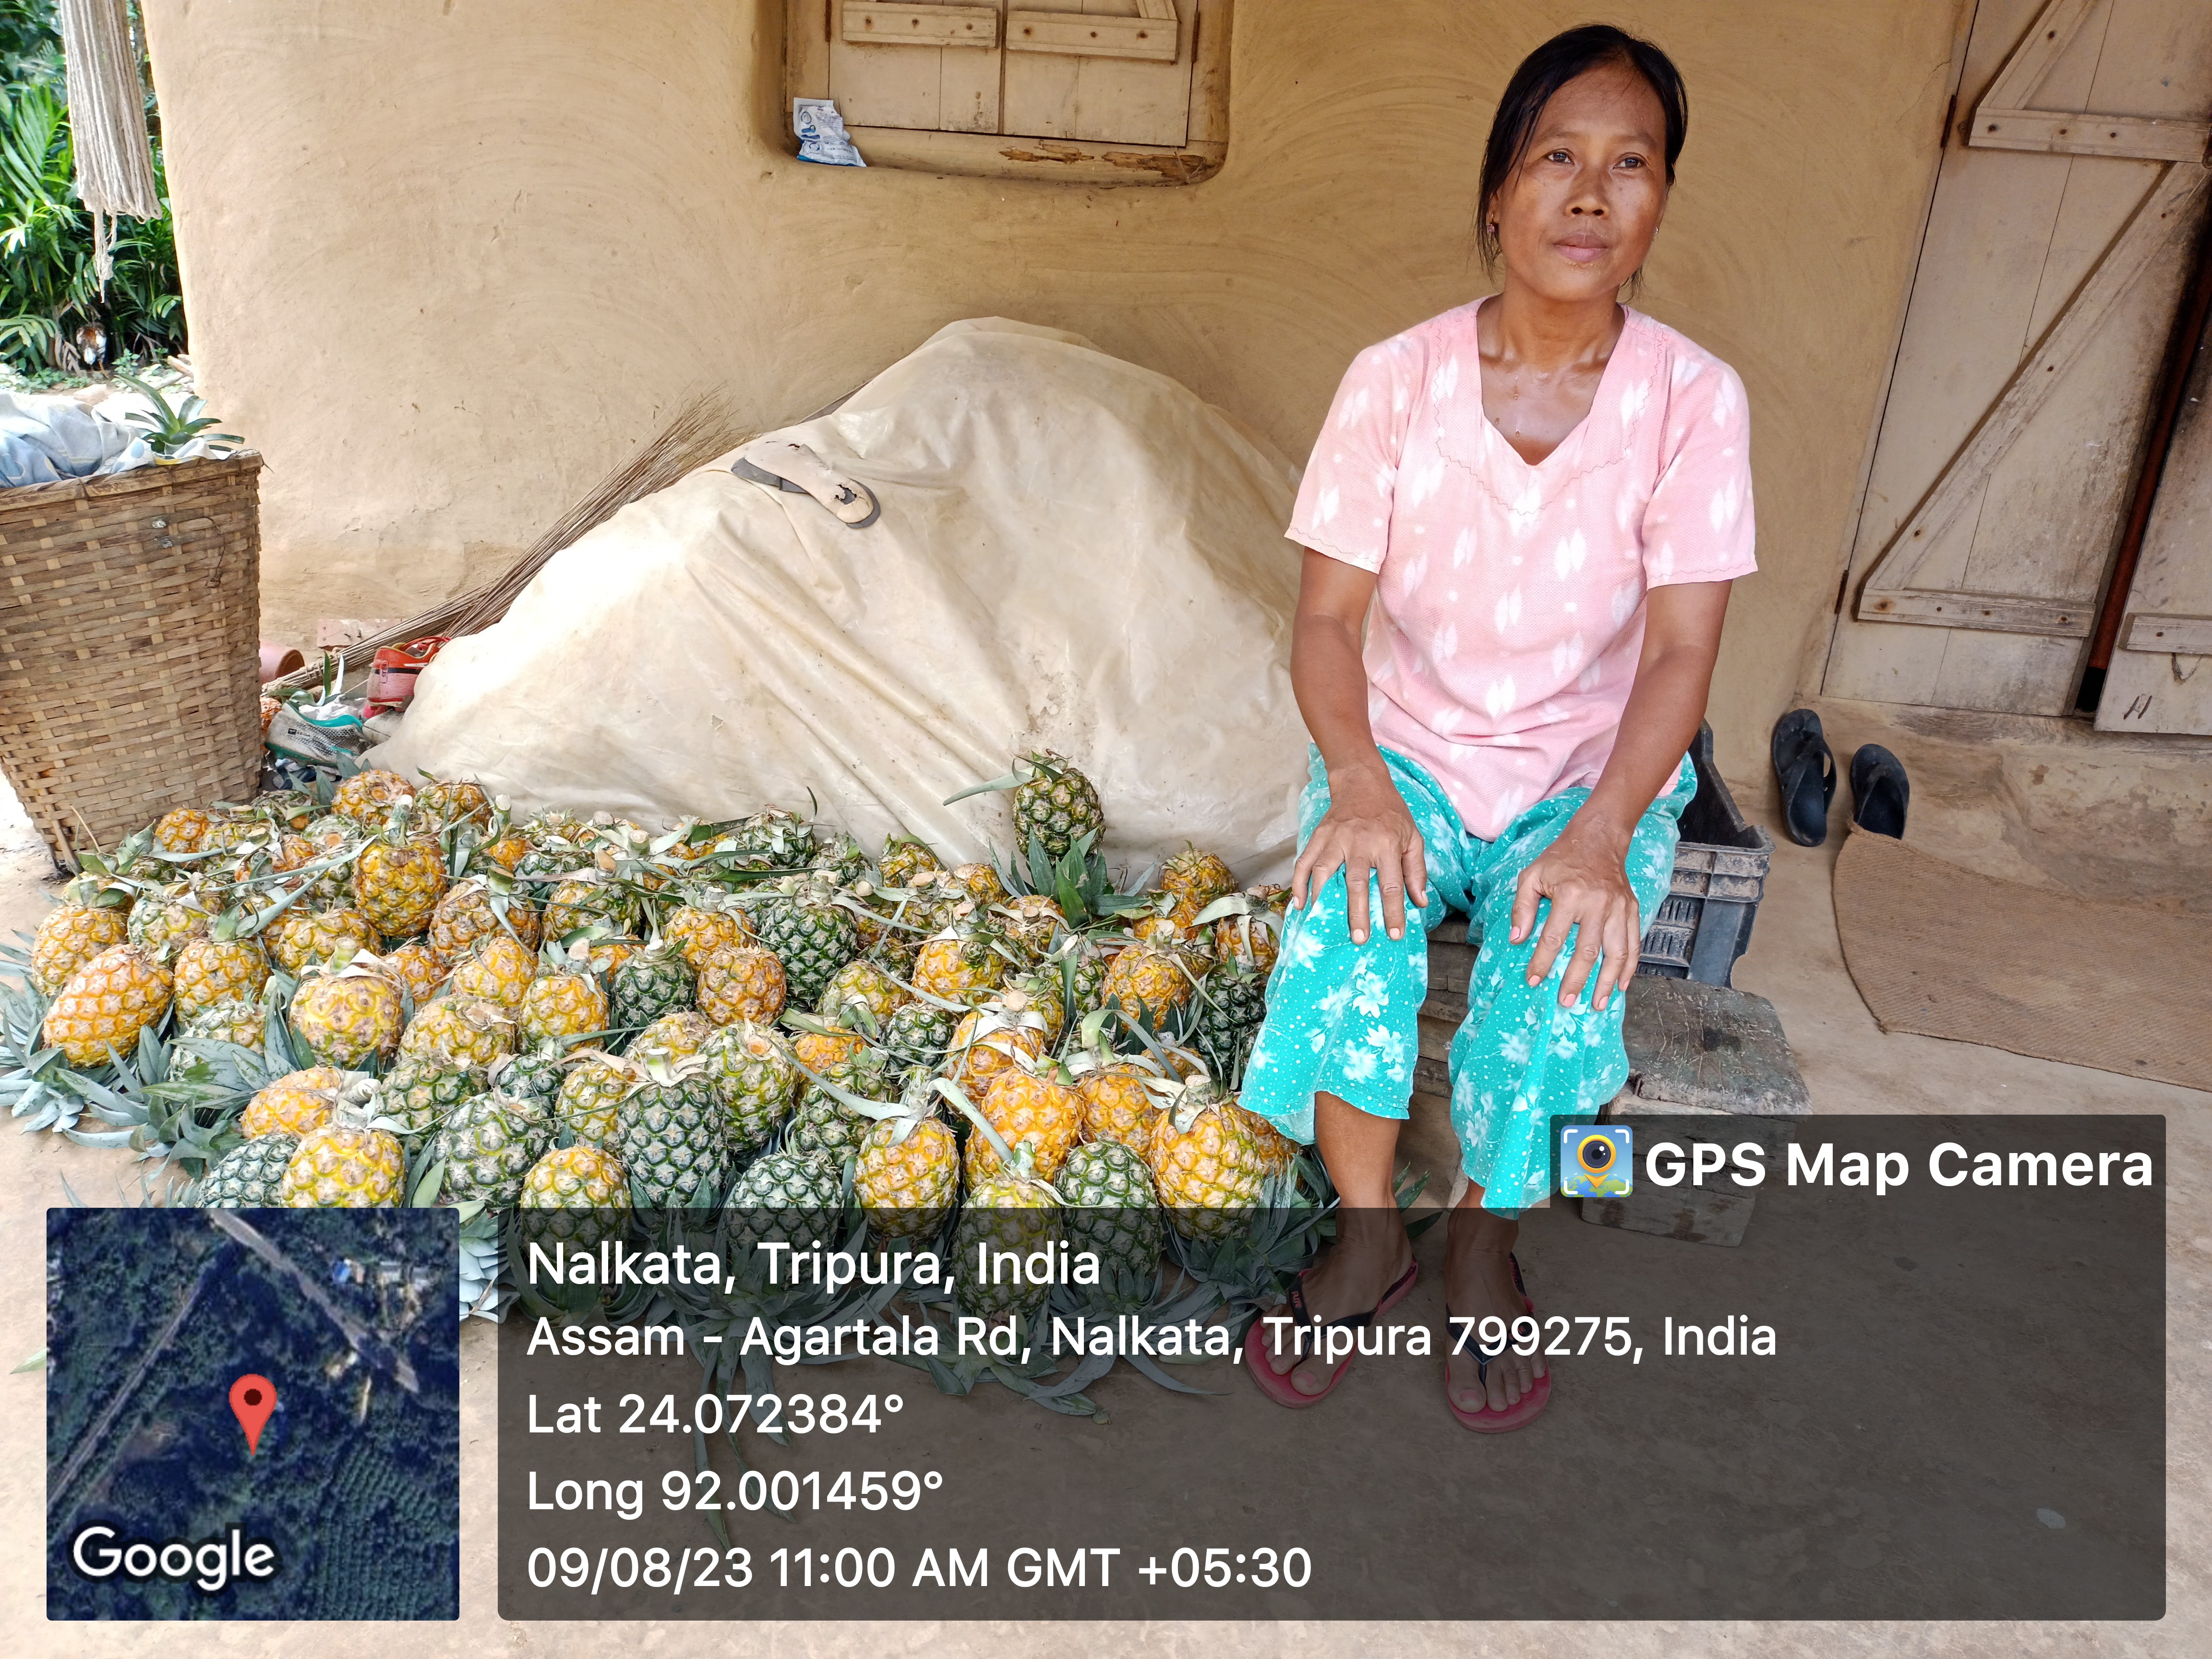 GPS Map Camera
Nalkata, Tripura, India
Assam - Agartala Rd, Nalkata, Tripura 799275, India
Lat 24.072384°
Long 92.001459°
09/08/23 11:00 AM GMT +05:30
Google